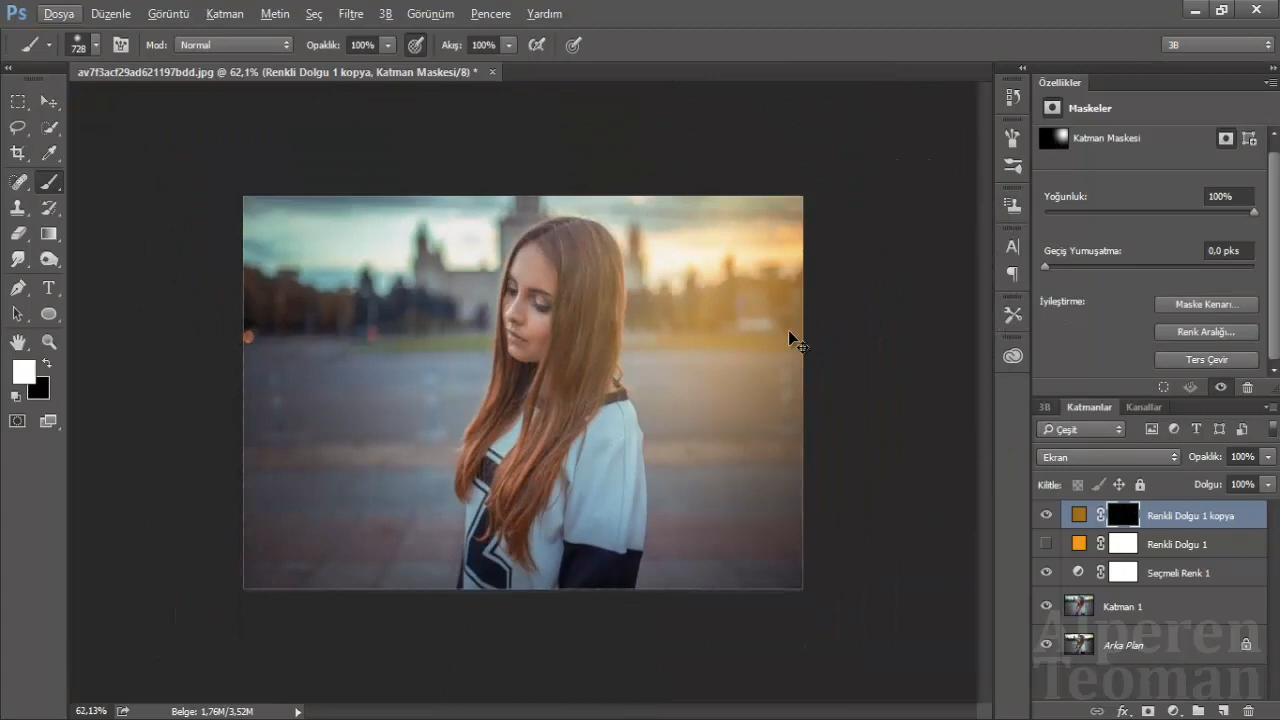 Ps Dosya Düzenle Görüntü Katman Metin Seç Filtre 3B Görünüm Pencere Yardım
728 Mod: Normal Opaklik: 100% Akış: 100% 3B
av7f3acf29ad621197bdd.jpg @ 62,1% (Renkli Dolgu 1 kopya, Katman Maskesi/8) *
Özellikler
Maskeler
Katman Maskesi
Yoğunluk: 100%
Geçiş Yumuşatma: 0,0 pks
İyileştirme: Maske Kenarı...
Renk Aralığı...
Ters Çevir
3B Katmanlar Kanallar
Çeşit
Ekran Opaklik: 100%
Kilitle: Dolgu: 100%
Renkli Dolgu 1 kopya
Renkli Dolgu 1
Seçmeli Renk 1
Katman 1
Arka Plan
Alperen
Teoman
62,13% Belge: 1,76M/3,52M